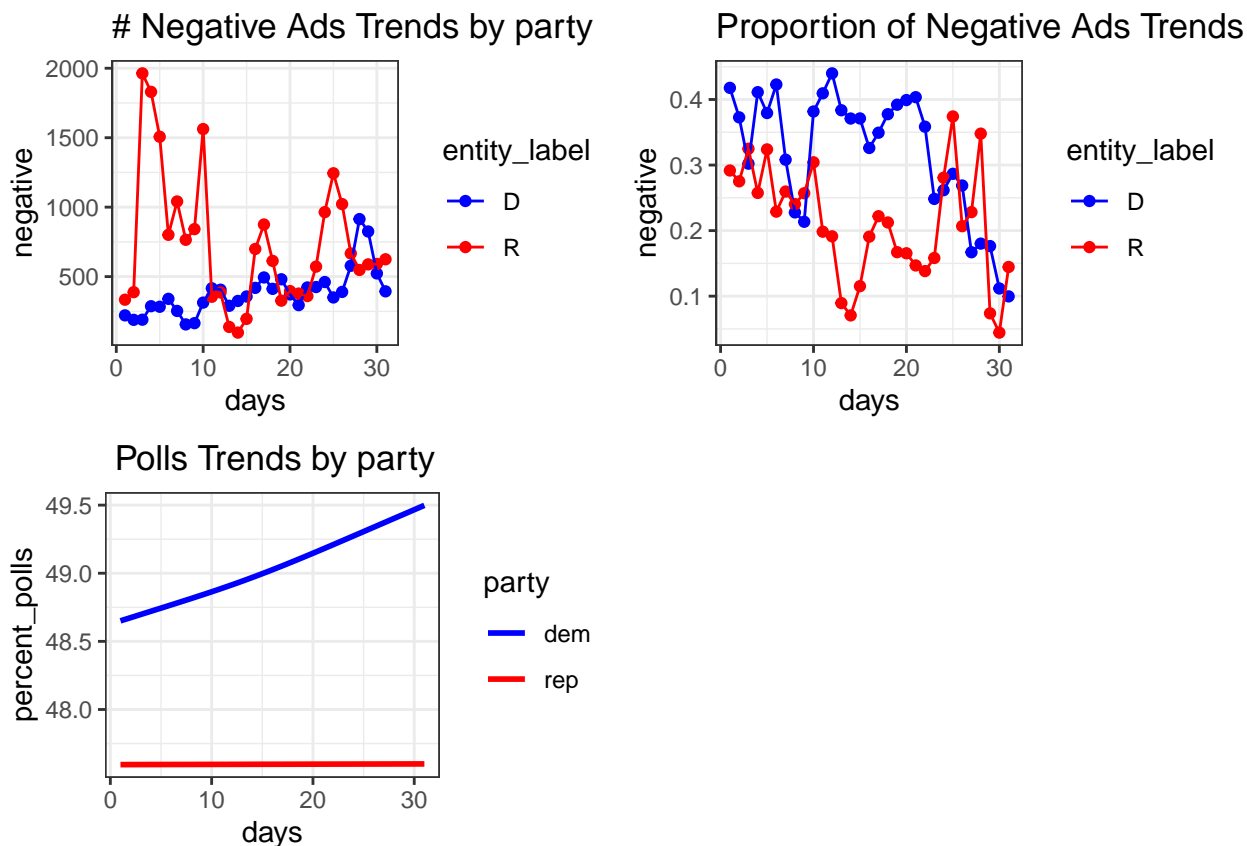 # Negative Ads Trends by party
2000
1500
1000
500
negative
0 10 20 30
days
entity_label
D
R
Proportion of Negative Ads Trends
0.4
0.3
0.2
0.1
negative
0 10 20 30
days
entity_label
D
R
Polls Trends by party
49.5
49.0
48.5
48.0
percent_polls
0 10 20 30
days
party
dem
rep